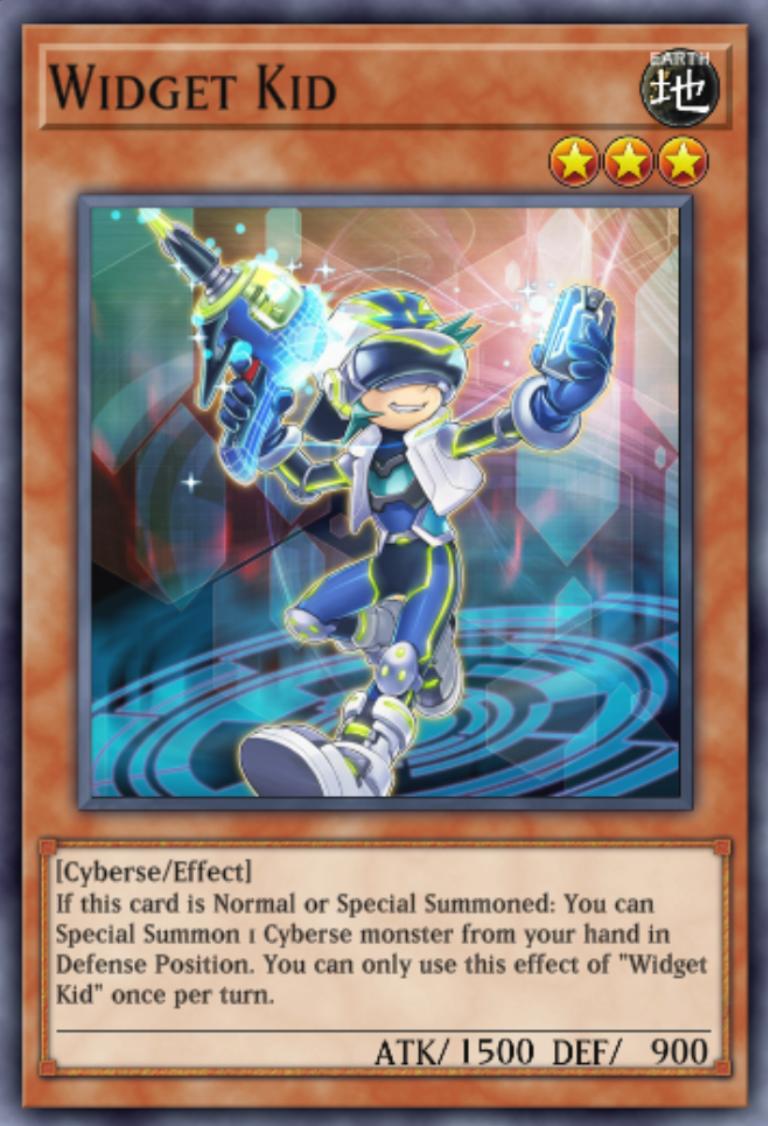 Widget Kid
EARTH
地
[Cyberse/Effect]
If this card is Normal or Special Summoned: You can
Special Summon 1 Cyberse monster from your hand in
Defense Position. You can only use this effect of "Widget
Kid" once per turn.
ATK/ 1500 DEF/ 900